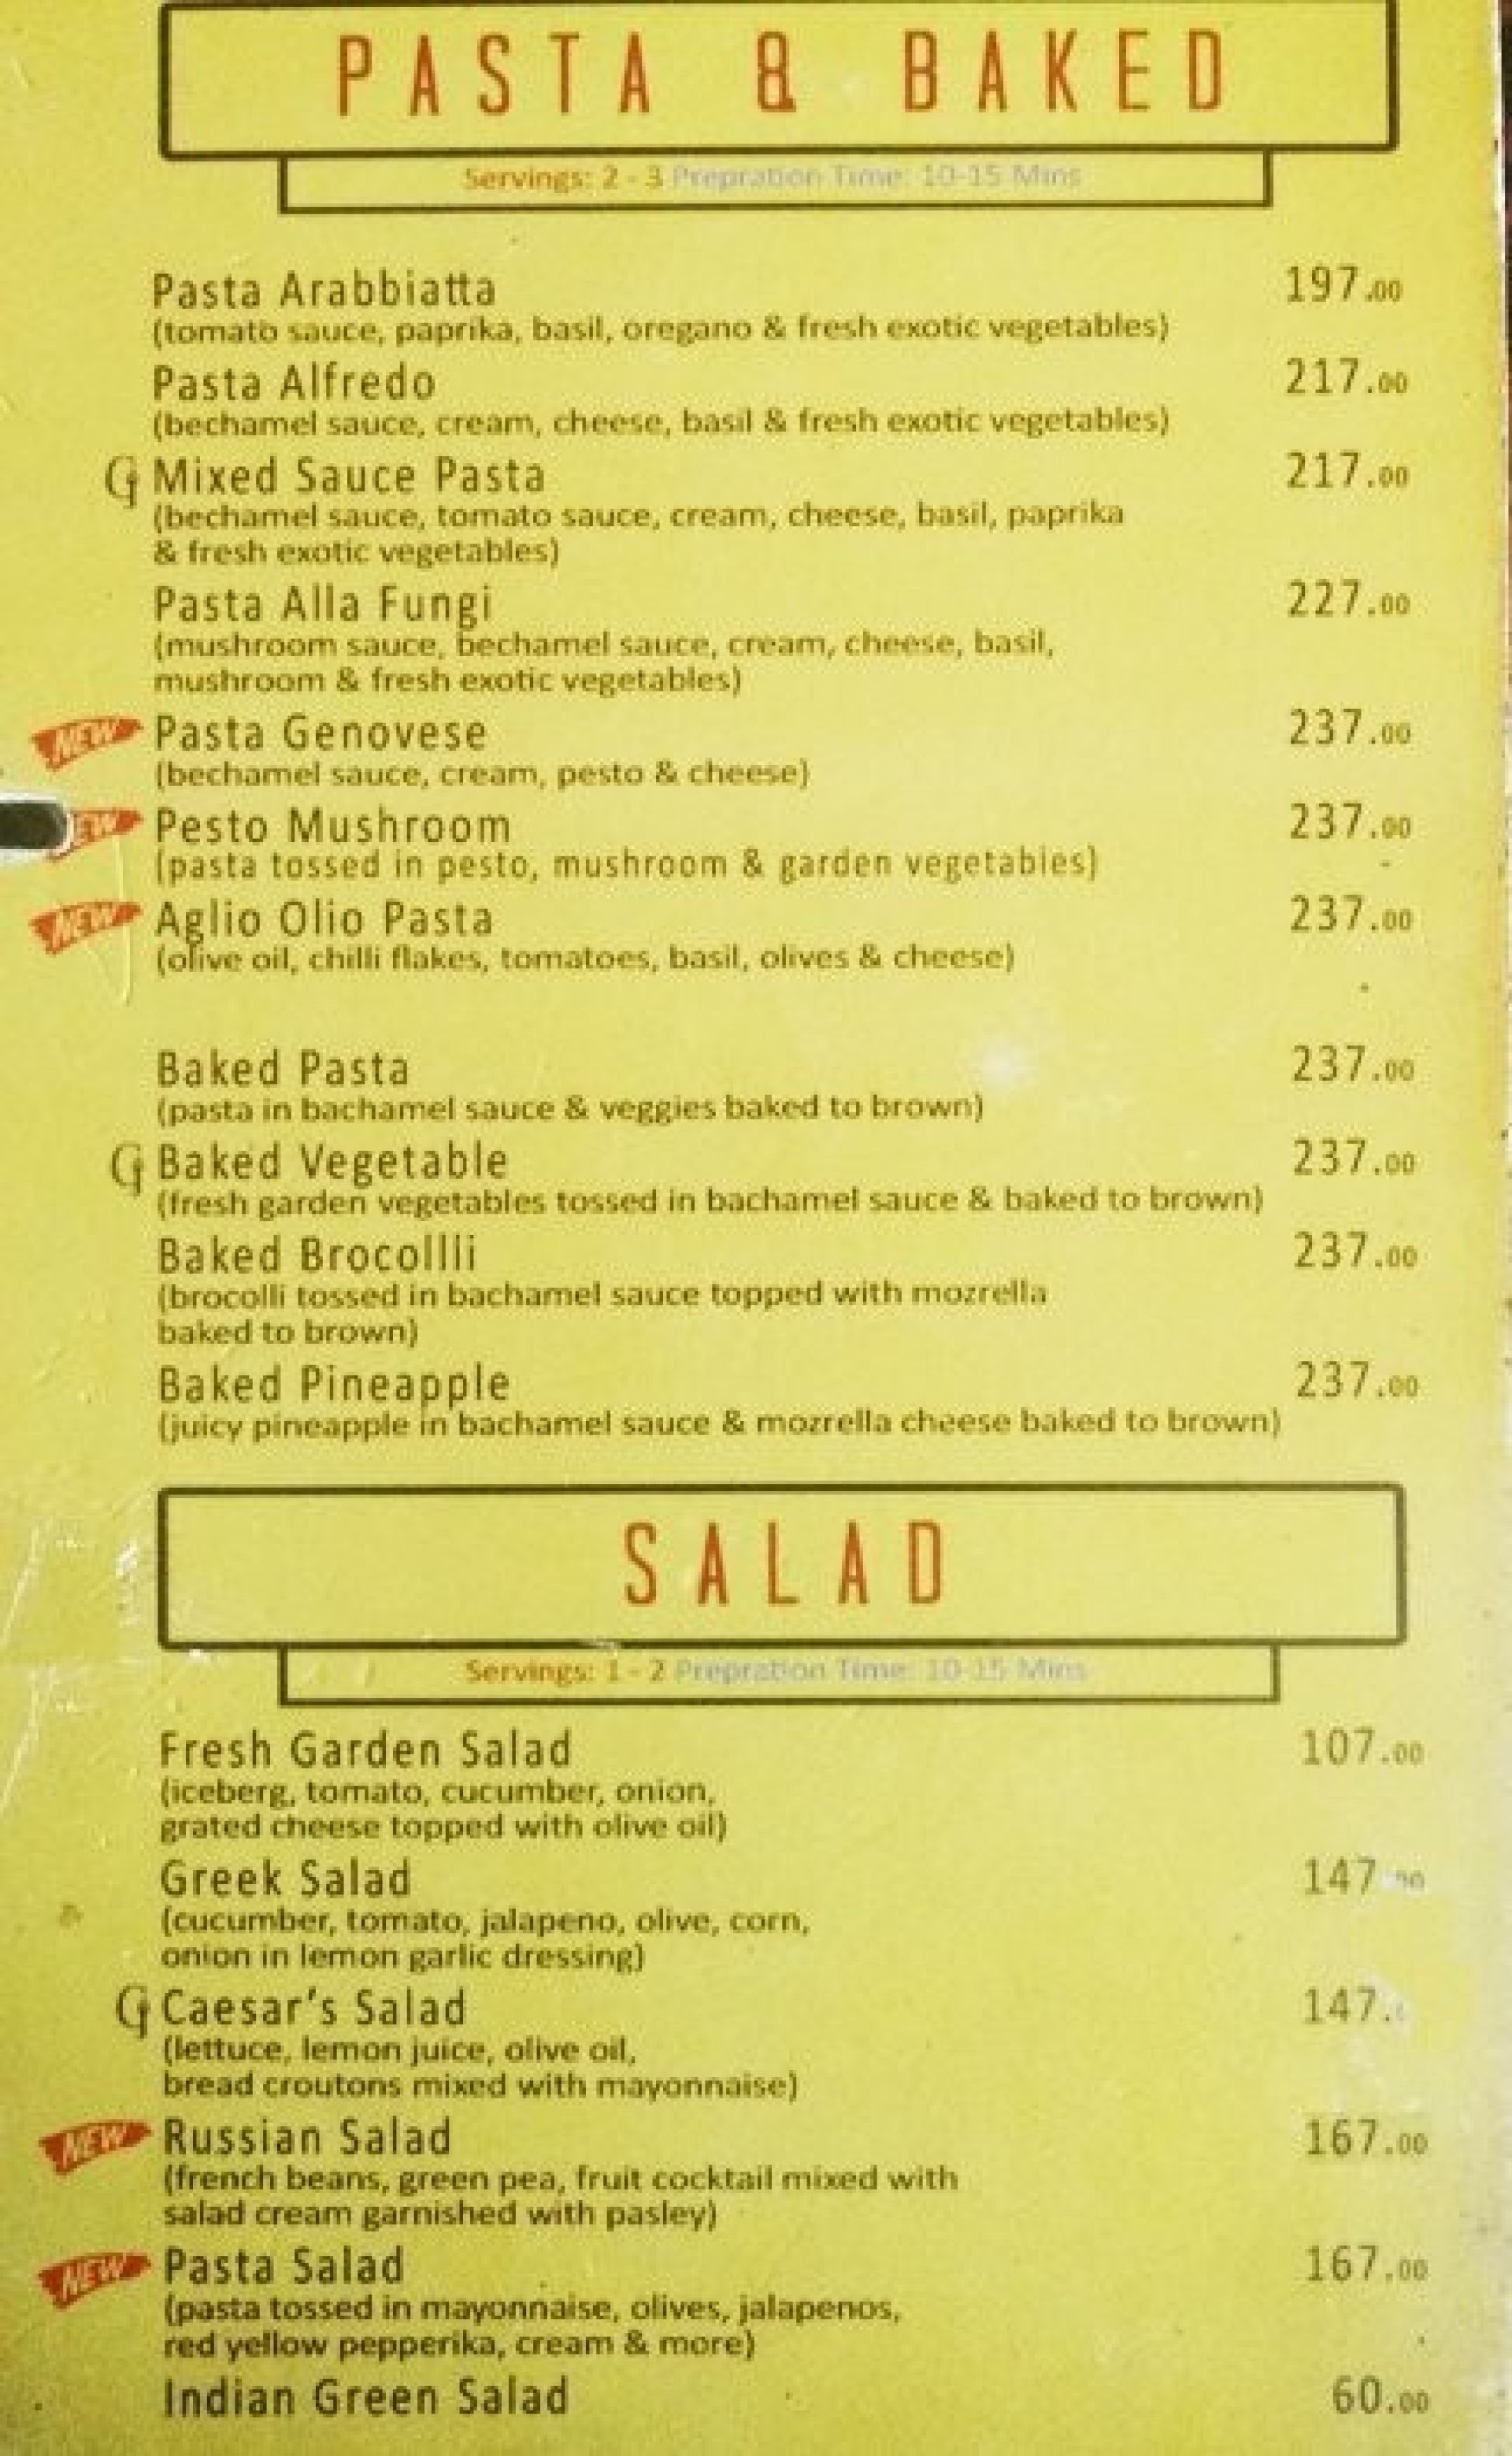 PASTA & BAKED
Servings: 2 - 3 Prepration Time: 10-15 Mins
Pasta Arabbiatta 197.00
(tomato sauce, paprika, basil, oregano & fresh exotic vegetables)
Pasta Alfredo 217.00
(bechamel sauce, cream, cheese, basil & fresh exotic vegetables)
G Mixed Sauce Pasta 217.00
(bechamel sauce, tomato sauce, cream, cheese, basil, paprika
& fresh exotic vegetables)
Pasta Alla Fungi 227.00
(mushroom sauce, bechamel sauce, cream, cheese, basil,
mushroom & fresh exotic vegetables)
NEW Pasta Genovese 237.00
(bechamel sauce, cream, pesto & cheese)
Pesto Mushroom 237.00
(pasta tossed in pesto, mushroom & garden vegetables)
NEW Aglio Olio Pasta 237.00
(olive oil, chilli flakes, tomatoes, basil, olives & cheese)
Baked Pasta 237.00
(pasta in bachamel sauce & veggies baked to brown)
G Baked Vegetable 237.00
(fresh garden vegetables tossed in bachamel sauce & baked to brown)
Baked Brocollli 237.00
(brocolli tossed in bachamel sauce topped with mozrella
baked to brown)
Baked Pineapple 237.00
(juicy pineapple in bachamel sauce & mozrella cheese baked to brown)
SALAD
Servings: 1 - 2 Prepration Time: 10-15 Mins
Fresh Garden Salad 107.00
(iceberg, tomato, cucumber, onion,
grated cheese topped with olive oil)
Greek Salad 147
(cucumber, tomato, jalapeno, olive, corn,
onion in lemon garlic dressing)
G Caesar's Salad 147.
(lettuce, lemon juice, olive oil,
bread croutons mixed with mayonnaise)
NEW Russian Salad 167.00
(french beans, green pea, fruit cocktail mixed with
salad cream garnished with pasley)
NEW Pasta Salad 167.00
(pasta tossed in mayonnaise, olives, jalapenos,
red yellow pepperika, cream & more)
Indian Green Salad 60.00